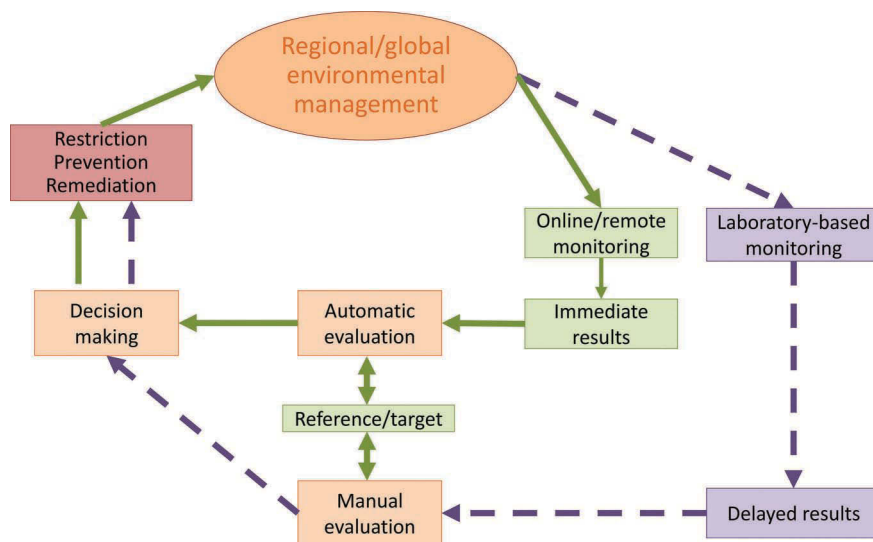 Regional/global
environmental
management
Restriction
Prevention
Remediation
Online/remote
monitoring
Laboratory-based
monitoring
Decision
making
Automatic
evaluation
Immediate
results
Reference/target
Manual
evaluation
Delayed results